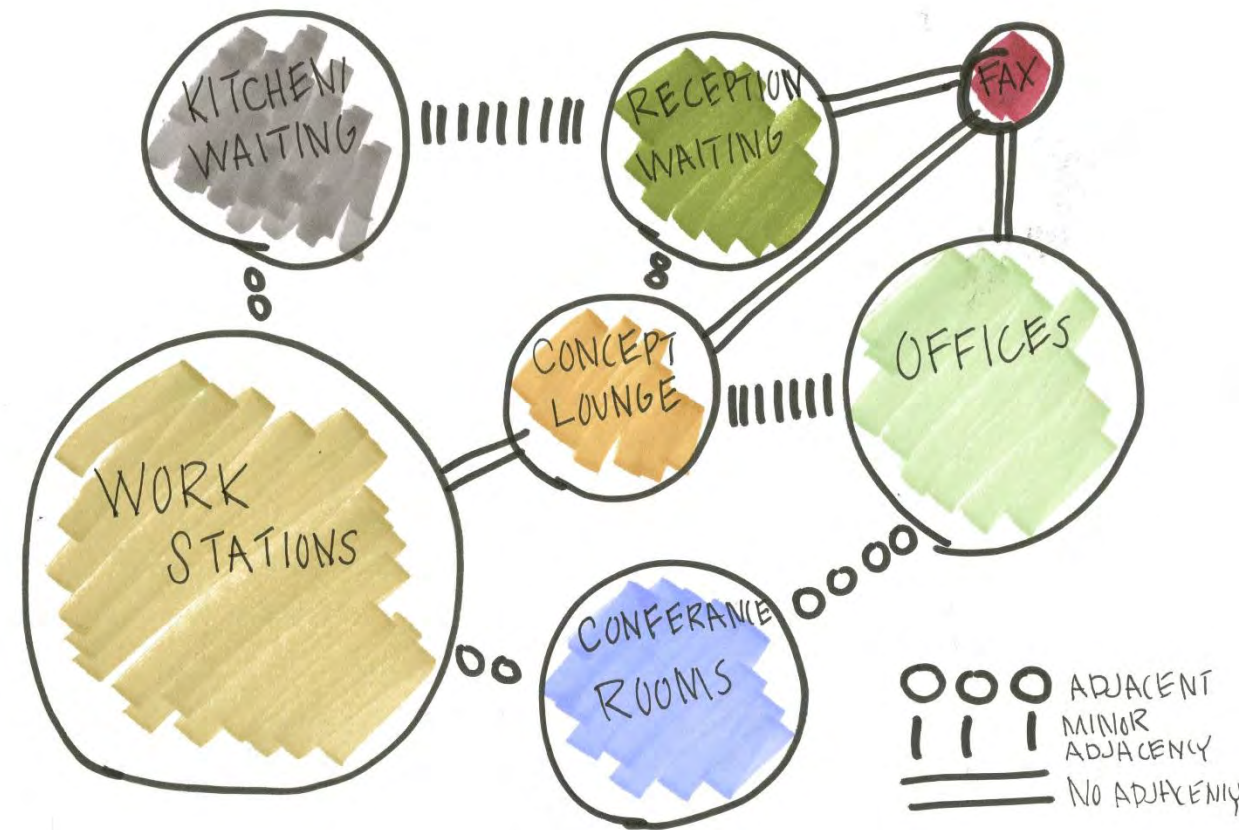 KITCHEN/
WAITING
RECEPTION
WAITING
FAX
CONCEPT
LOUNGE
OFFICES
WORK
STATIONS
CONFERANCE
ROOMS
ADJACENT
MINOR
ADJACENCY
NO ADJACENCY